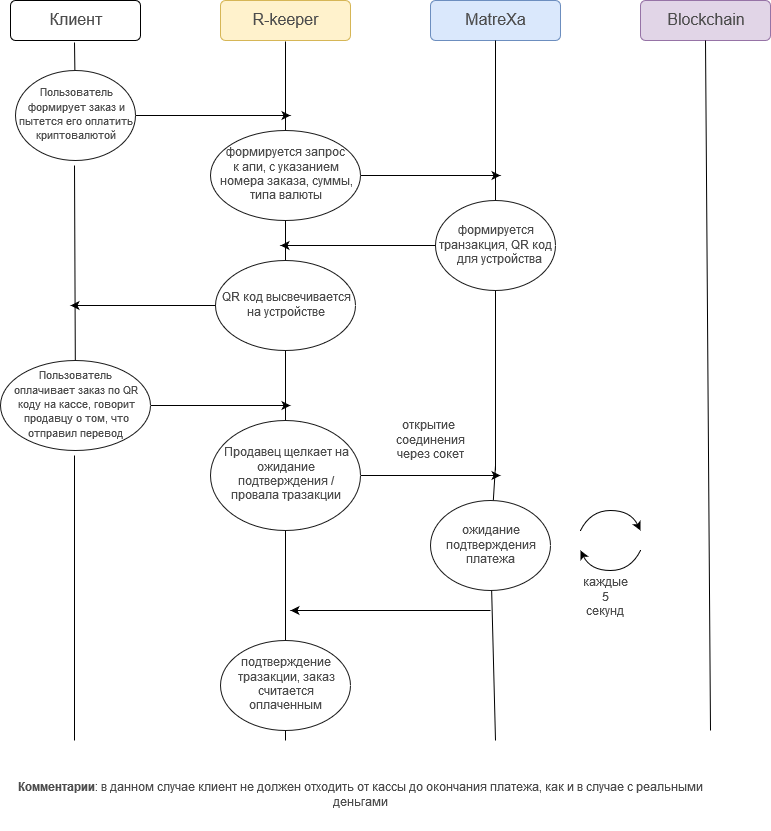 Клиент
R-keeper
MatreXa
Blockchain
Пользователь
формирует заказ и
пытется его оплатить
криптовалютой
формируется запрос
к апи, с указанием
номера заказа, суммы,
типа валюты
формируется
транзакция, QR код
для устройства
QR код высвечивается
на устройстве
Пользователь
оплачивает заказ по QR
коду на кассе, говорит
продавцу о том, что
отправил перевод
открытие
соединения
через сокет
Продавец щелкает на
ожидание
подтверждения /
провала тразакции
ожидание
подтверждения
платежа
каждые
5
секунд
подтверждение
тразакции, заказ
считается
оплаченным
Комментарии: в данном случае клиент не должен отходить от кассы до окончания платежа, как и в случае с реальными
деньгами